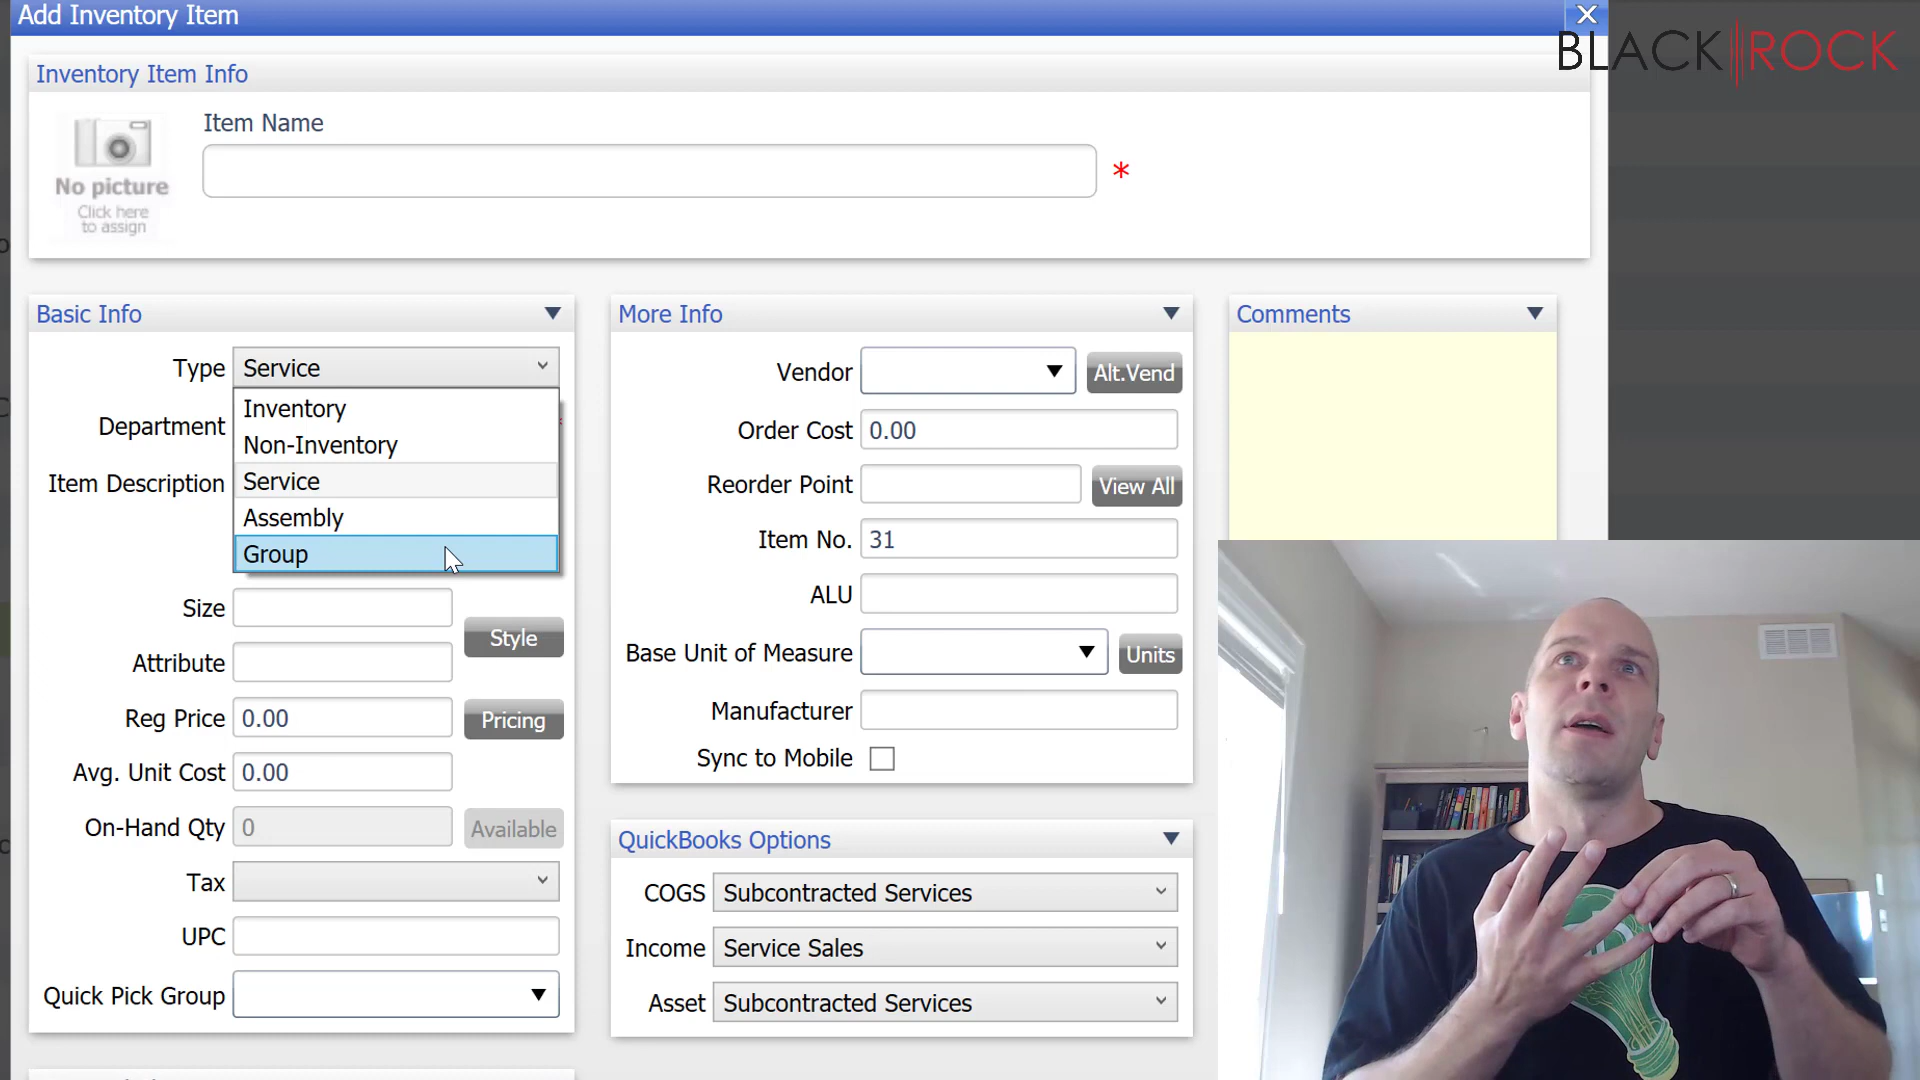 Add Inventory Item
BLACK ROCK
Inventory Item Info
No picture
Click here
to assign
Item Name
*
Basic Info
Type Service
Inventory
Non-Inventory
Service
Assembly
Group
Department
Item Description
Size
Style
Attribute
Reg Price 0.00 Pricing
Avg. Unit Cost 0.00
On-Hand Qty 0 Available
Tax
UPC
Quick Pick Group
More Info
Vendor Alt.Vend
Order Cost 0.00
Reorder Point View All
Item No. 31
ALU
Base Unit of Measure Units
Manufacturer
Sync to Mobile
QuickBooks Options
COGS Subcontracted Services
Income Service Sales
Asset Subcontracted Services
Comments